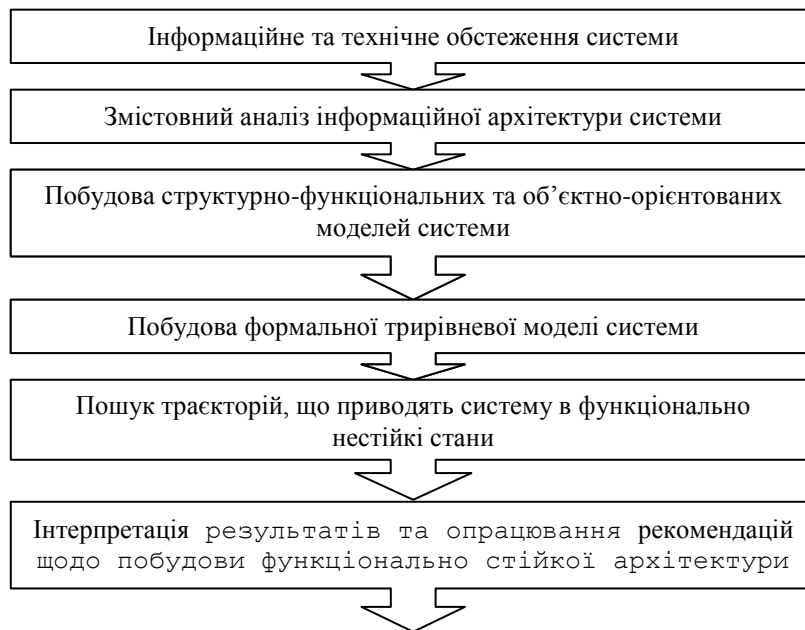 Інформаційне та технічне обстеження системи
Змістовний аналіз інформаційної архітектури системи
Побудова структурно-функціональних та об’єктно-орієнтованих
моделей системи
Побудова формальної трирівневої моделі системи
Пошук траєкторій, що приводять систему в функціонально
нестійкі стани
Інтерпретація результатів та опрацювання рекомендацій
щодо побудови функціонально стійкої архітектури